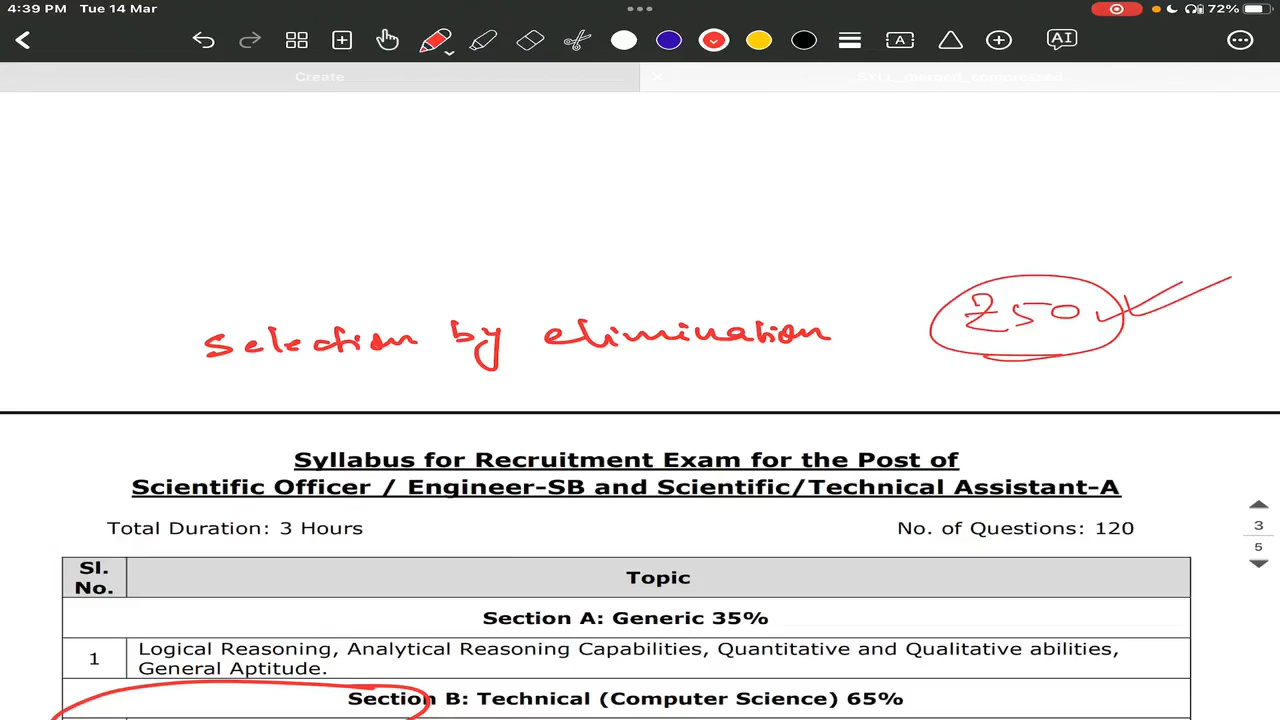 4:39 PM Tue 14 Mar
72%
A
AI
Create
SYLL_merged_compressed
selection by elimination
250
Syllabus for Recruitment Exam for the Post of
Scientific Officer / Engineer-SB and Scientific/Technical Assistant-A
Total Duration: 3 Hours No. of Questions: 120
3
5
Sl. No. Topic
Section A: Generic 35%
1 Logical Reasoning, Analytical Reasoning Capabilities, Quantitative and Qualitative abilities,
General Aptitude.
Section B: Technical (Computer Science) 65%